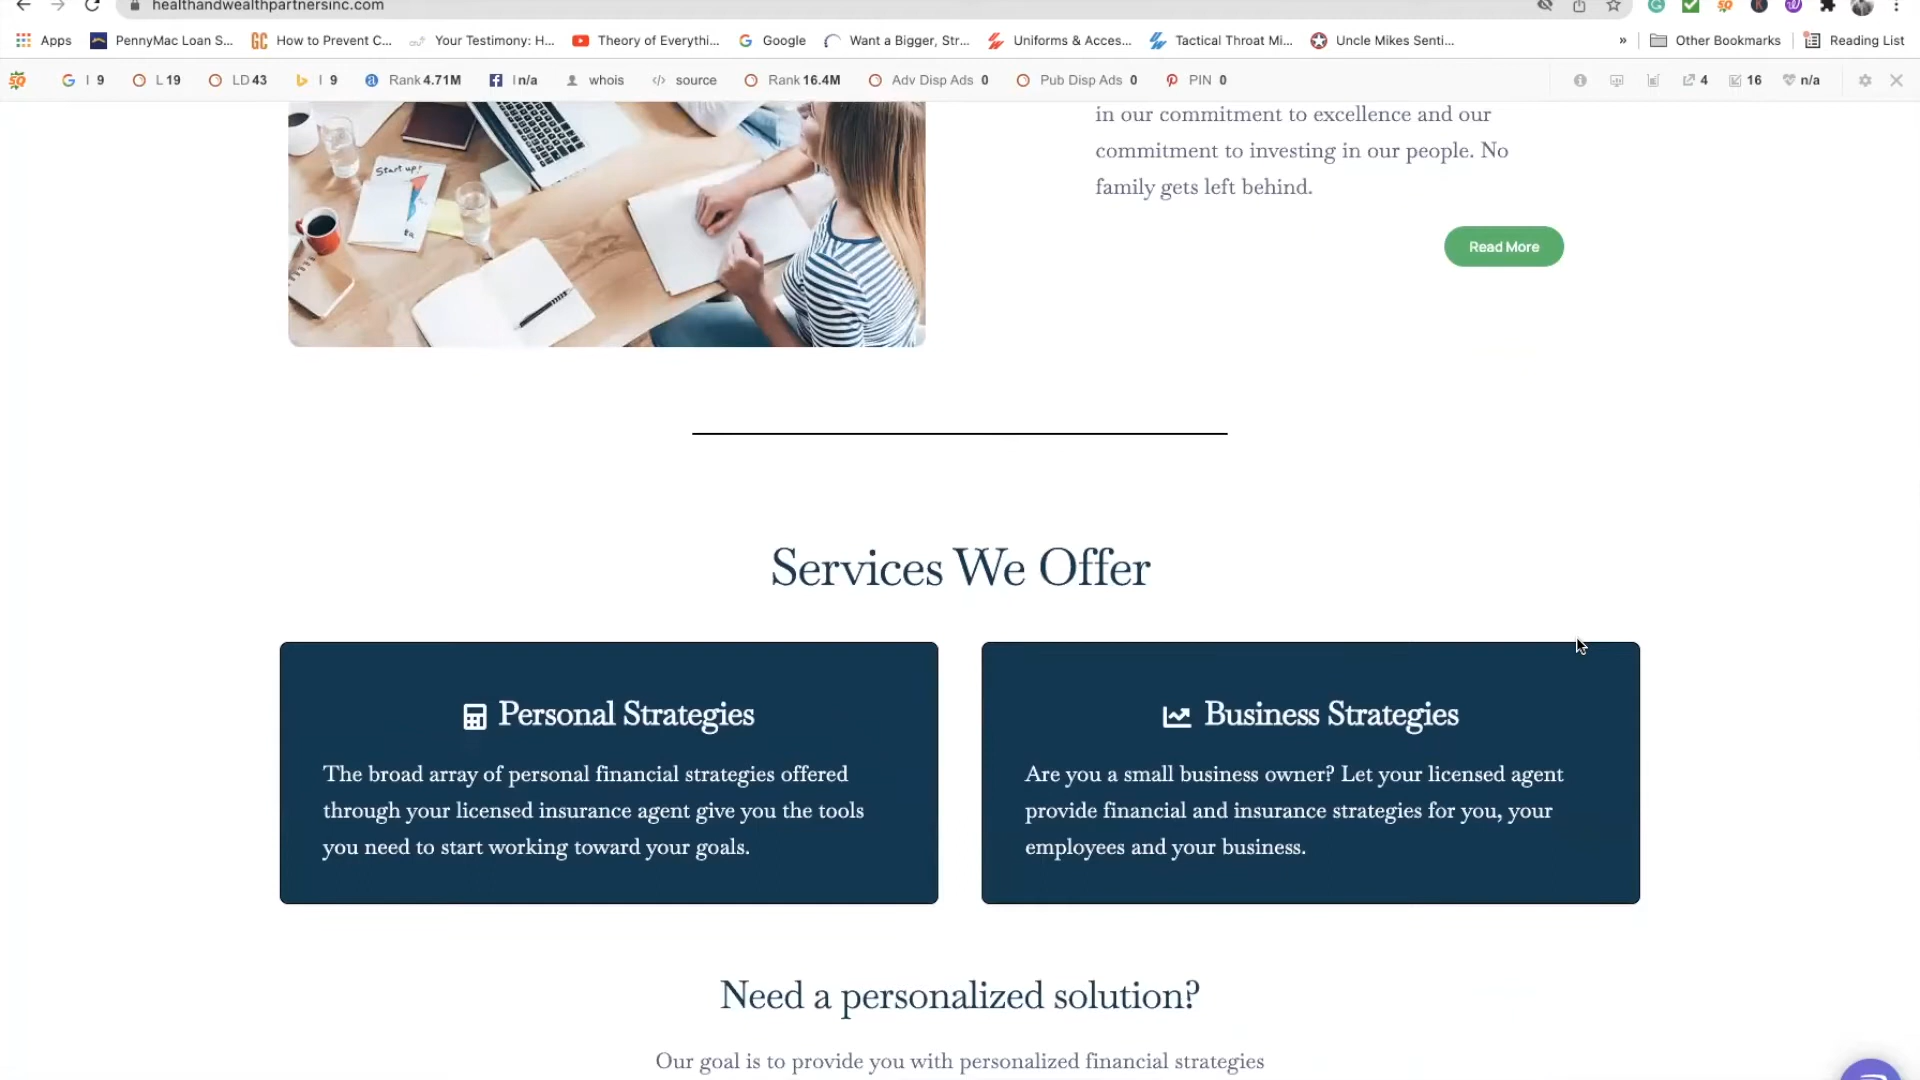 healthandwealthpartnersinc.com
Apps PennyMac Loan S... How to Prevent C... Your Testimony: H... Theory of Everythi... Google Want a Bigger, Str... Uniforms & Acces... Tactical Throat Mi... Uncle Mikes Senti... » Other Bookmarks Reading List
I 9 L 19 LD 43 I 9 Rank 4.71M I n/a whois source Rank 16.4M Adv Disp Ads 0 Pub Disp Ads 0 PIN 0 4 16 n/a
in our commitment to excellence and our
commitment to investing in our people. No
family gets left behind.
Read More
Start up!
Services We Offer
Personal Strategies
The broad array of personal financial strategies offered
through your licensed insurance agent give you the tools
you need to start working toward your goals.
Business Strategies
Are you a small business owner? Let your licensed agent
provide financial and insurance strategies for you, your
employees and your business.
Need a personalized solution?
Our goal is to provide you with personalized financial strategies